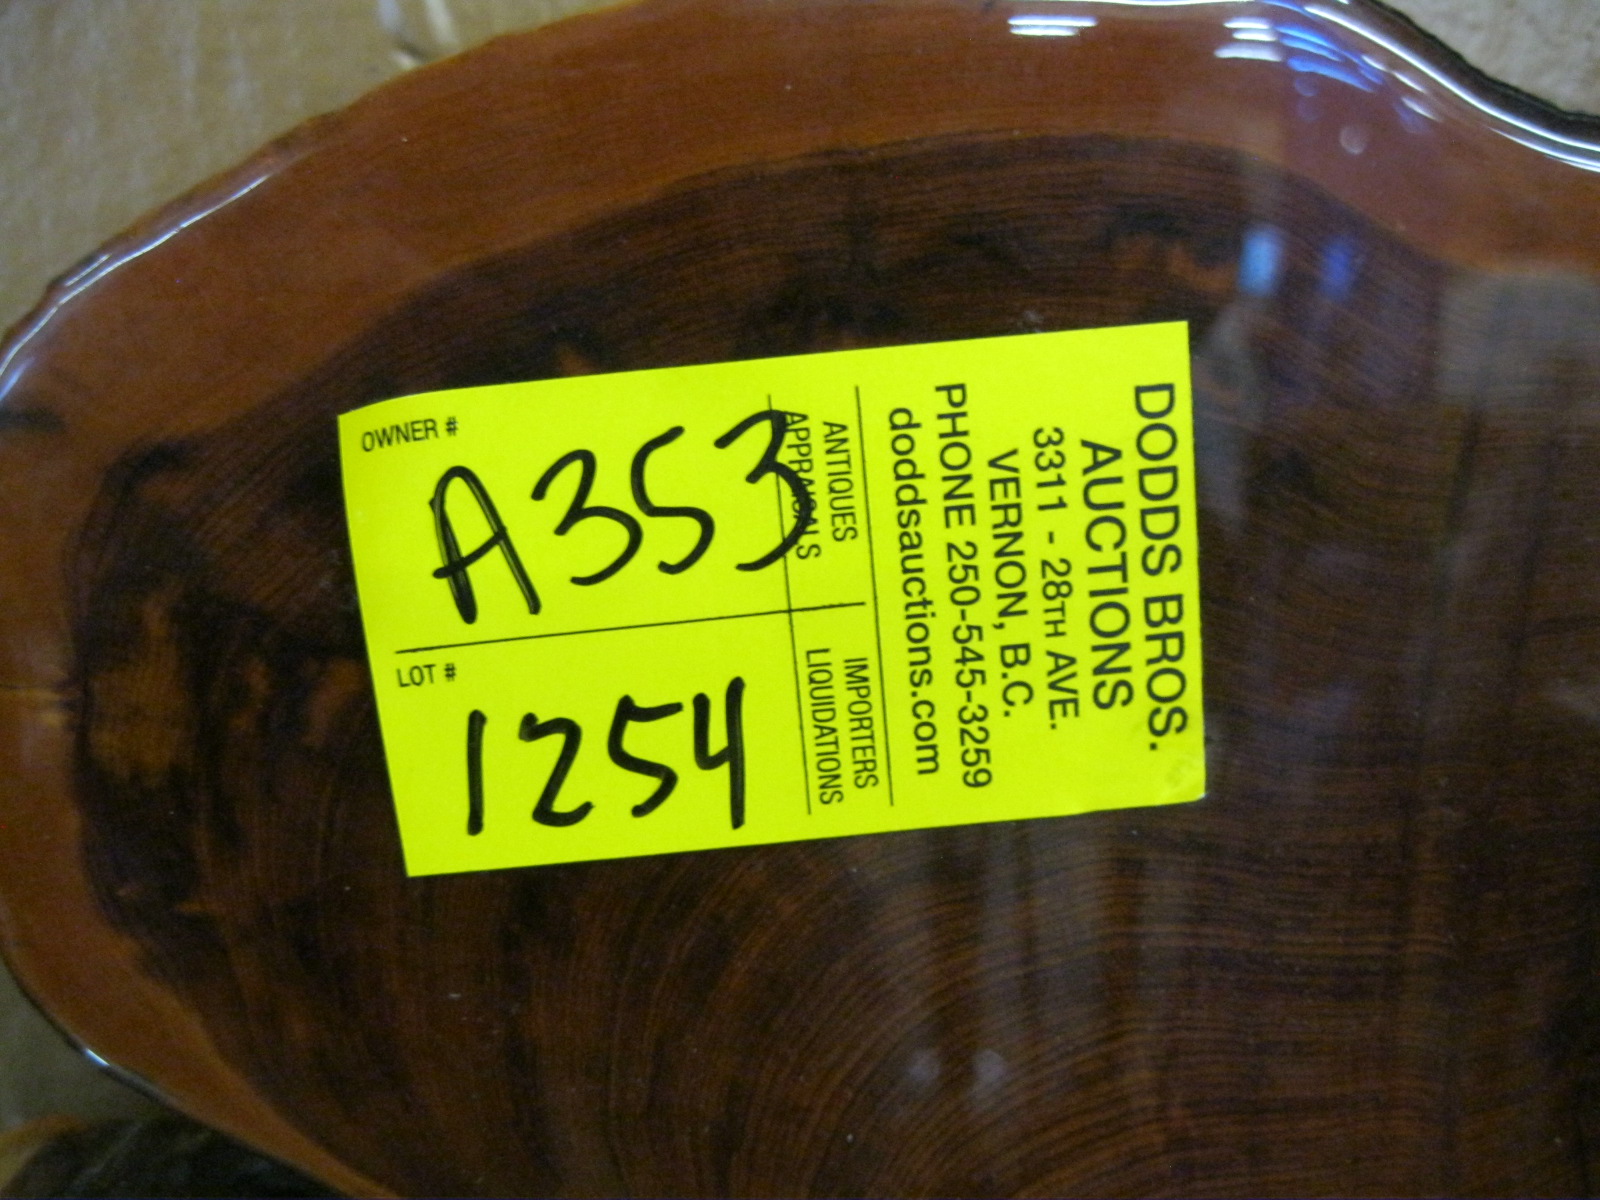 OWNER #
A353
LOT #
1254
DODDS BROS.
AUCTIONS
3311 - 28TH AVE.
VERNON, B.C.
PHONE 250-545-3259
doddsauctions.com
ANTIQUES
APPRAISALS
IMPORTERS
LIQUIDATIONS